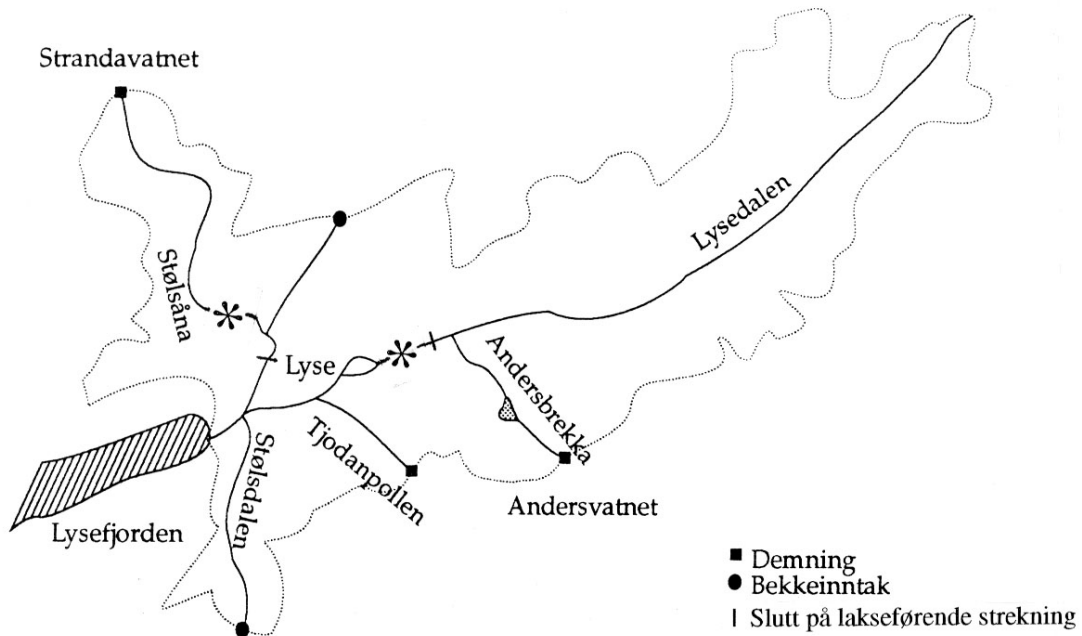 Strandavatnet
Lysedalen
Stølsåna
Lyse
Andersbrekka
Tjodanpollen
Stølsdalen
Andersvatnet
Lysefjorden
Demning
Bekkeinntak
Slutt på lakseførende strekning